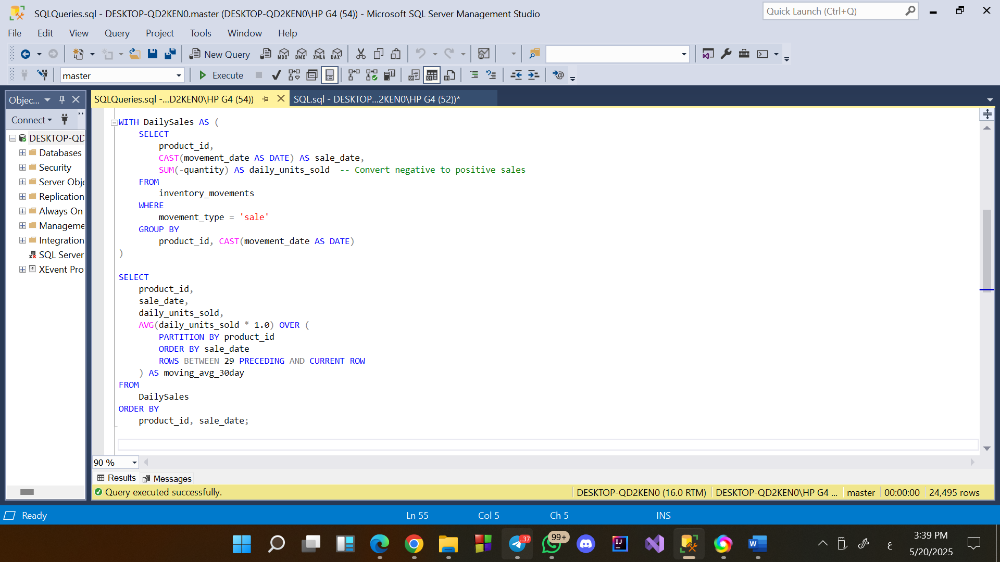 SQLQueries.sql - DESKTOP-QD2KEN0.master (DESKTOP-QD2KEN0\HP G4 (54)) - Microsoft SQL Server Management Studio
Quick Launch (Ctrl+Q)
File Edit View Query Project Tools Window Help
New Query MDX DMX XMLA DAX
master Execute
Objec...
SQLQueries.sql -...D2KEN0\HP G4 (54)) SQL.sql - DESKTOP...2KEN0\HP G4 (52))*
Connect
DESKTOP-QD
Databases
Security
Server Obje
Replication
Always On
Manageme
Integration
SQL Server
XEvent Pro
WITH DailySales AS (
SELECT
product_id,
CAST(movement_date AS DATE) AS sale_date,
SUM(-quantity) AS daily_units_sold -- Convert negative to positive sales
FROM
inventory_movements
WHERE
movement_type = 'sale'
GROUP BY
product_id, CAST(movement_date AS DATE)
)
SELECT
product_id,
sale_date,
daily_units_sold,
AVG(daily_units_sold * 1.0) OVER (
PARTITION BY product_id
ORDER BY sale_date
ROWS BETWEEN 29 PRECEDING AND CURRENT ROW
) AS moving_avg_30day
FROM
DailySales
ORDER BY
product_id, sale_date;
90 %
Results Messages
Query executed successfully. DESKTOP-QD2KEN0 (16.0 RTM) DESKTOP-QD2KEN0\HP G4 ... master 00:00:00 24,495 rows
Ready Ln 55 Col 5 Ch 5 INS
..37 99+ IJ W ع 3:39 PM
5/20/2025